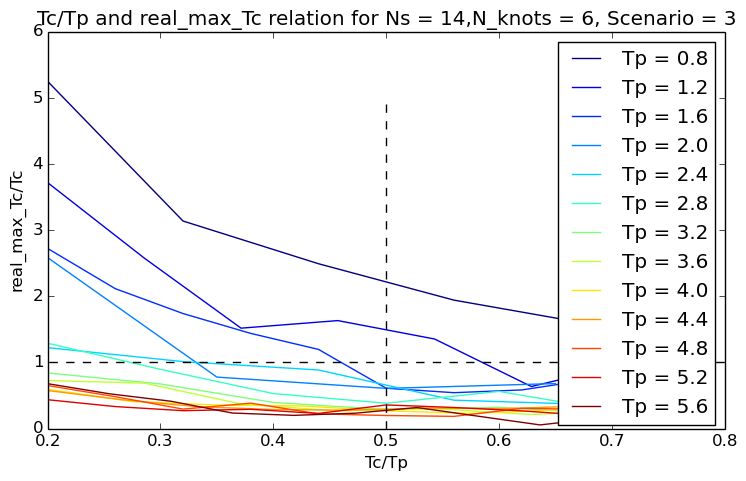 Tc/Tp and real_max_Tc relation for Ns = 14,N_knots = 6, Scenario = 3
6
5
4
3
2
1
0
real_max_Tc/Tc
Tp = 0.8
Tp = 1.2
Tp = 1.6
Tp = 2.0
Tp = 2.4
Tp = 2.8
Tp = 3.2
Tp = 3.6
Tp = 4.0
Tp = 4.4
Tp = 4.8
Tp = 5.2
Tp = 5.6
0.2 0.3 0.4 0.5 0.6 0.7 0.8
Tc/Tp